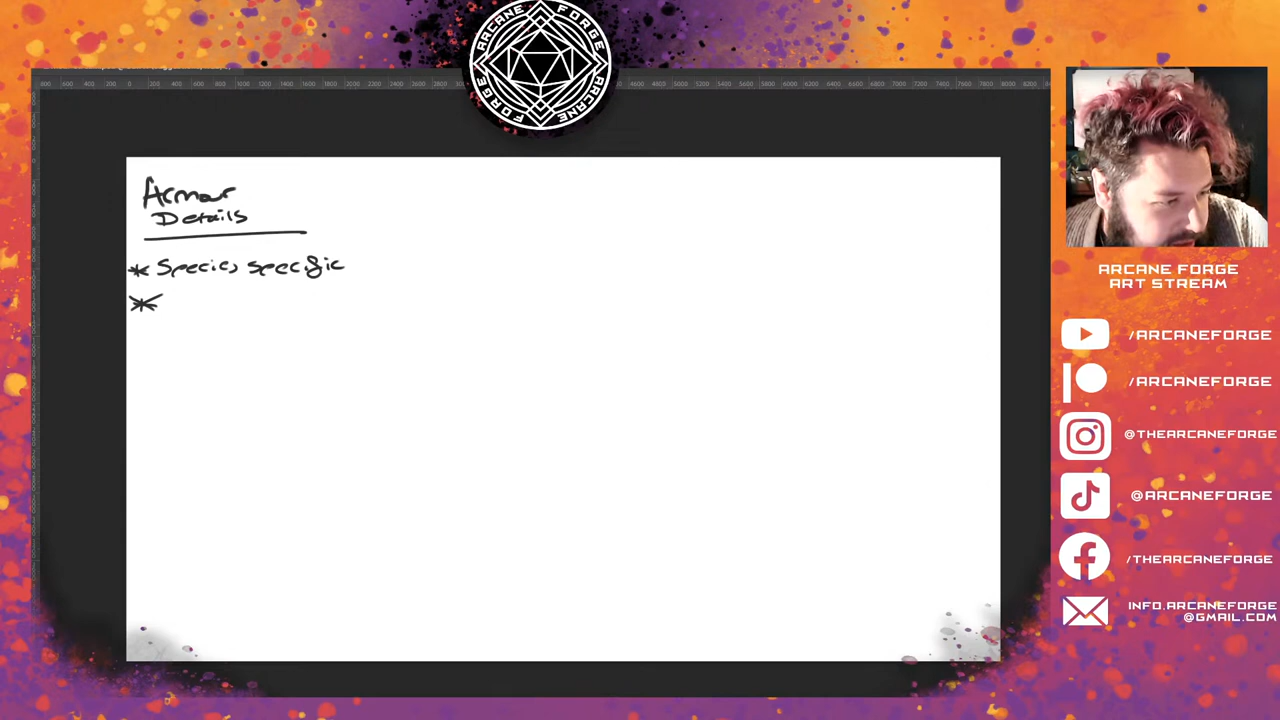 ARCANE FORGE ARCANE FORGE
Armor
Details
* Species specific
*
ARCANE FORGE
ART STREAM
/ARCANEFORGE
/ARCANEFORGE
@THEARCANEFORGE
@ARCANEFORGE
/THEARCANEFORGE
INFO.ARCANEFORGE
@GMAIL.COM